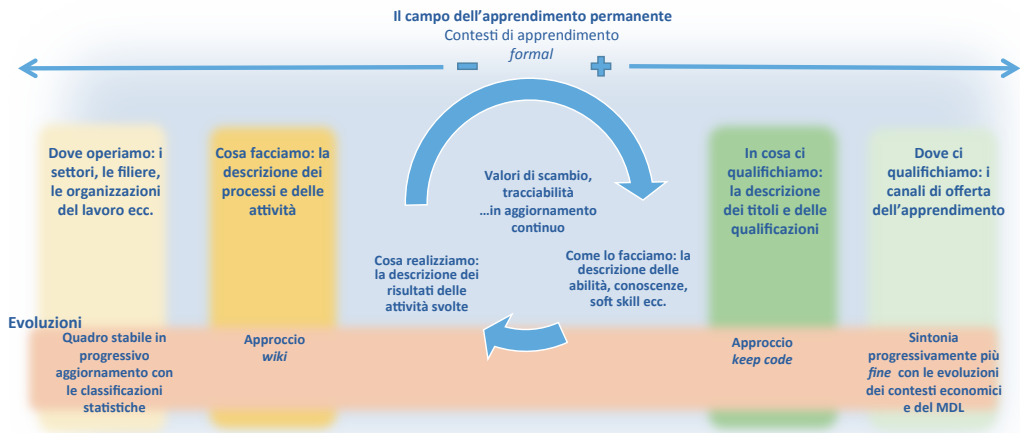 Il campo dell'apprendimento permanente
Contesti di apprendimento
formal
Dove operiamo: i
settori, le filiere,
le organizzazioni
del lavoro ecc.
Cosa facciamo: la
descrizione dei
processi e delle
attività
Valori di scambio,
tracciabilità
...in aggiornamento
continuo
Cosa realizziamo:
la descrizione dei
risultati delle
attività svolte
Come lo facciamo: la
descrizione delle
abilità, conoscenze,
soft skill ecc.
In cosa ci
qualifichiamo:
la descrizione
dei titoli e delle
qualificazioni
Dove ci
qualifichiamo: i
canali di offerta
dell'apprendimento
Evoluzioni
Quadro stabile in
progressivo
aggiornamento con
le classificazioni
statistiche
Approccio
wiki
Approccio
keep code
Sintonia
progressivamente più
fine con le evoluzioni
dei contesti economici
e del MDL